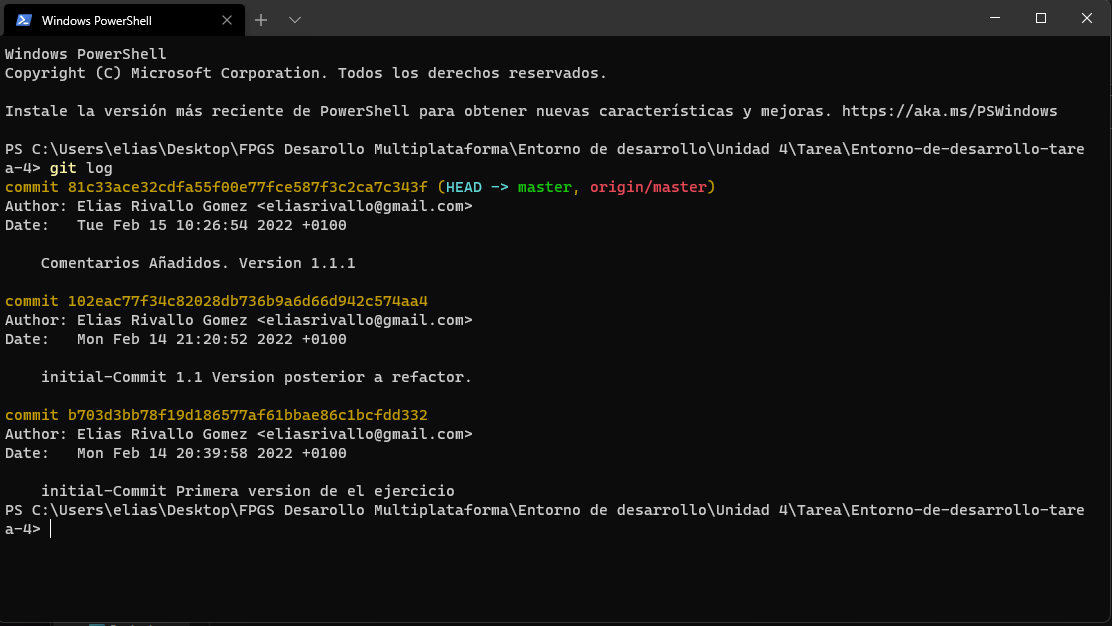 Windows PowerShell
Windows PowerShell
Copyright (C) Microsoft Corporation. Todos los derechos reservados.
Instale la versión más reciente de PowerShell para obtener nuevas características y mejoras. https://aka.ms/PSWindows
PS C:\Users\elias\Desktop\FPGS Desarollo Multiplataforma\Entorno de desarrollo\Unidad 4\Tarea\Entorno-de-desarrollo-tare
a-4> git log
commit 81c33ace32cdfa55f00e77fce587f3c2ca7c343f (HEAD -> master, origin/master)
Author: Elias Rivallo Gomez <eliasrivallo@gmail.com>
Date:   Tue Feb 15 10:26:54 2022 +0100
    Comentarios Añadidos. Version 1.1.1
commit 102eac77f34c82028db736b9a6d66d942c574aa4
Author: Elias Rivallo Gomez <eliasrivallo@gmail.com>
Date:   Mon Feb 14 21:20:52 2022 +0100
    initial-Commit 1.1 Version posterior a refactor.
commit b703d3bb78f19d186577af61bbae86c1bcfdd332
Author: Elias Rivallo Gomez <eliasrivallo@gmail.com>
Date:   Mon Feb 14 20:39:58 2022 +0100
    initial-Commit Primera version de el ejercicio
PS C:\Users\elias\Desktop\FPGS Desarollo Multiplataforma\Entorno de desarrollo\Unidad 4\Tarea\Entorno-de-desarrollo-tare
a-4>